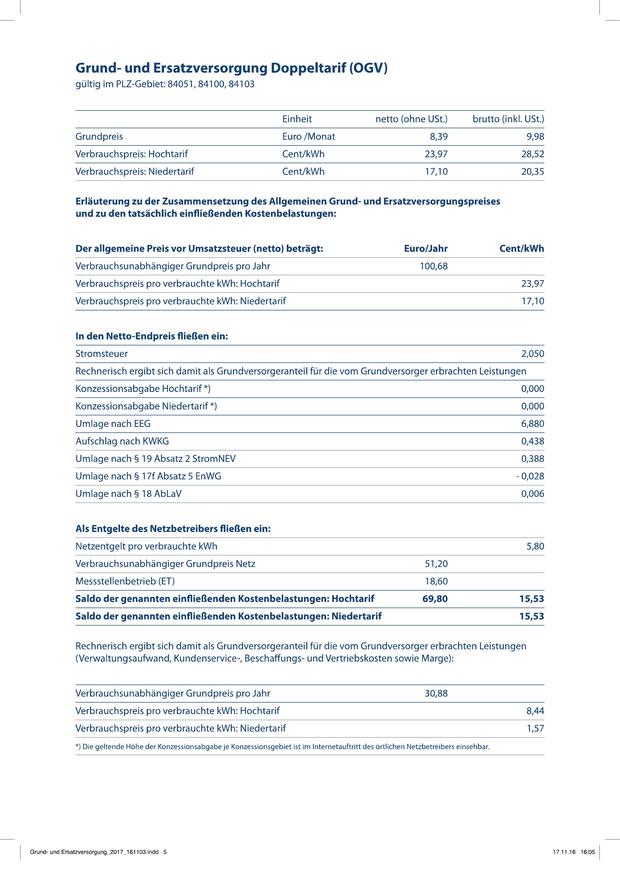 Grund- und Ersatzversorgung Doppeltarif (OGV)
gültig im PLZ-Gebiet: 84051, 84100, 84103
Einheit netto (ohne USt.) brutto (inkl. USt.)
Grundpreis Euro /Monat 8,39 9,98
Verbrauchspreis: Hochtarif Cent/kWh 23,97 28,52
Verbrauchspreis: Niedertarif Cent/kWh 17,10 20,35
Erläuterung zu der Zusammensetzung des Allgemeinen Grund- und Ersatzversorgungspreises
und zu den tatsächlich einfließenden Kostenbelastungen:
Der allgemeine Preis vor Umsatzsteuer (netto) beträgt: Euro/Jahr Cent/kWh
Verbrauchsunabhängiger Grundpreis pro Jahr 100,68
Verbrauchspreis pro verbrauchte kWh: Hochtarif 23,97
Verbrauchspreis pro verbrauchte kWh: Niedertarif 17,10
In den Netto-Endpreis fließen ein:
Stromsteuer 2,050
Rechnerisch ergibt sich damit als Grundversorgeranteil für die vom Grundversorger erbrachten Leistungen
Konzessionsabgabe Hochtarif *) 0,000
Konzessionsabgabe Niedertarif *) 0,000
Umlage nach EEG 6,880
Aufschlag nach KWKG 0,438
Umlage nach § 19 Absatz 2 StromNEV 0,388
Umlage nach § 17f Absatz 5 EnWG - 0,028
Umlage nach § 18 AbLaV 0,006
Als Entgelte des Netzbetreibers fließen ein:
Netzentgelt pro verbrauchte kWh 5,80
Verbrauchsunabhängiger Grundpreis Netz 51,20
Messstellenbetrieb (ET) 18,60
Saldo der genannten einfließenden Kostenbelastungen: Hochtarif 69,80 15,53
Saldo der genannten einfließenden Kostenbelastungen: Niedertarif 15,53
Rechnerisch ergibt sich damit als Grundversorgeranteil für die vom Grundversorger erbrachten Leistungen
(Verwaltungsaufwand, Kundenservice-, Beschaffungs- und Vertriebskosten sowie Marge):
Verbrauchsunabhängiger Grundpreis pro Jahr 30,88
Verbrauchspreis pro verbrauchte kWh: Hochtarif 8,44
Verbrauchspreis pro verbrauchte kWh: Niedertarif 1,57
*) Die geltende Höhe der Konzessionsabgabe je Konzessionsgebiet ist im Internetauftritt des örtlichen Netzbetreibers einsehbar.
Grund- und Ersatzversorgung_2017_161103.indd 5 17.11.16 16:05